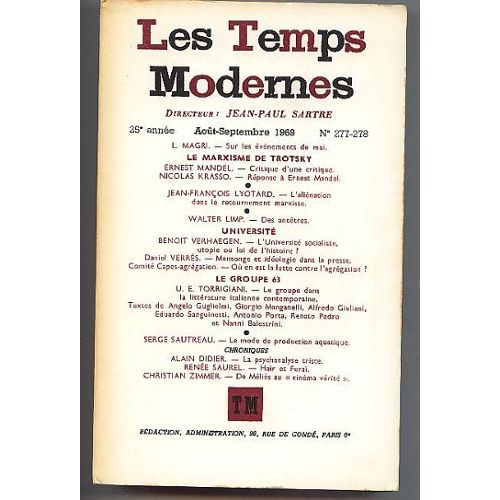 Les Temps
Modernes
DIRECTEUR : JEAN-PAUL SARTRE
25e année Août-Septembre 1969 N° 277-278
L. MAGRI. — Sur les événements de mai.
LE MARXISME DE TROTSKY
ERNEST MANDEL. — Critique d'une critique.
NICOLAS KRASSO. — Réponse à Ernest Mandel.
JEAN-FRANÇOIS LYOTARD. — L'aliénation
dans le retournement marxiste.
WALTER LIMP. — Des ancêtres.
UNIVERSITÉ
BENOIT VERHAEGEN. — L'Université socialiste,
utopie ou loi de l'histoire ?
Daniel VERRÈS. — Mensonge et idéologie dans la presse.
Comité Capes-agrégation. — Où en est la lutte contre l'agrégation ?
LE GROUPE 63
U. E. TORRIGIANI. — Le groupe dans
la littérature italienne contemporaine.
Textes de Angelo Guglielmi, Giorgio Manganelli, Alfredo Giuliani,
Eduardo Sanguinetti, Antonio Porta, Renato Pedro
et Nanni Balestrini.
SERGE SAUTREAU. — Le mode de production aquatique.
CHRONIQUES
ALAIN DIDIER. — La psychanalyse triste.
RENÉE SAUREL. — Hair et Foraï.
CHRISTIAN ZIMMER. — De Méliès au « cinéma vérité ».
TM
RÉDACTION, ADMINISTRATION, 26, RUE DE CONDÉ, PARIS 6e